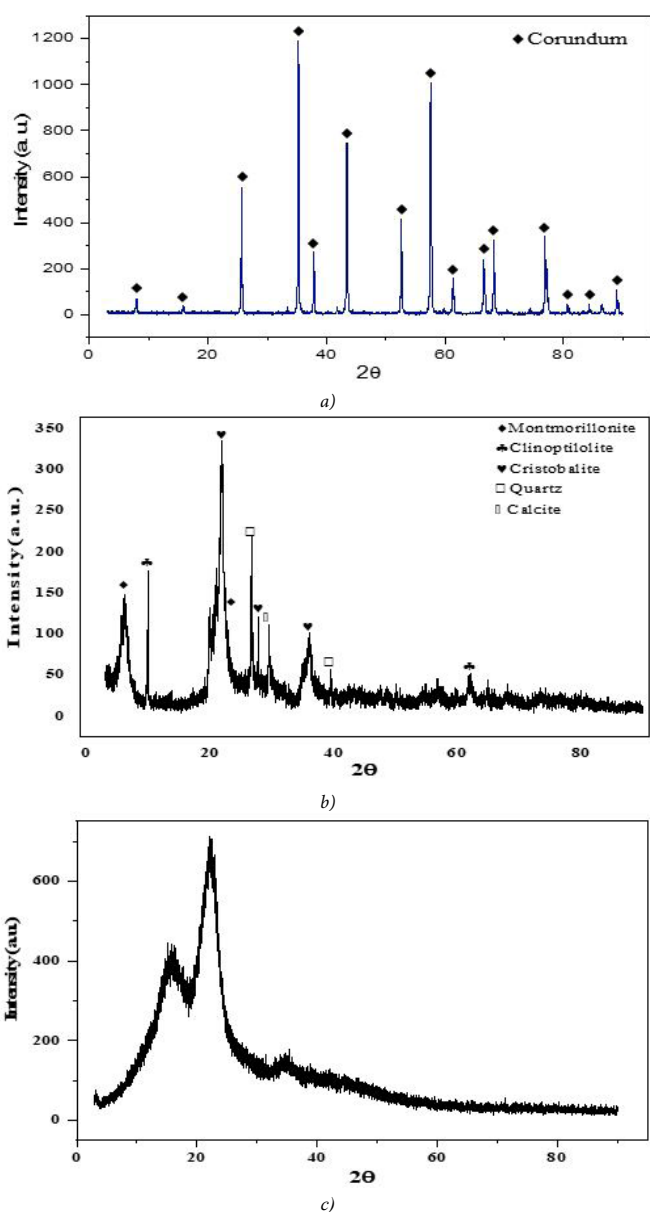 1200
◆ Corundum
1000
800
600
400
200
0
Intensity (a.u.)
0 20 40 60 80
2θ
a)
350
◆Montmorillonite
♣Clinoptilolite
300
♥Cristobalite
□ Quartz
250
▯ Calcite
200
150
100
50
0
Intensity (a.u.)
0 20 40 60 80
2Θ
b)
600
400
200
0
Intensity (au.)
0 20 40 60 80
2Θ
c)